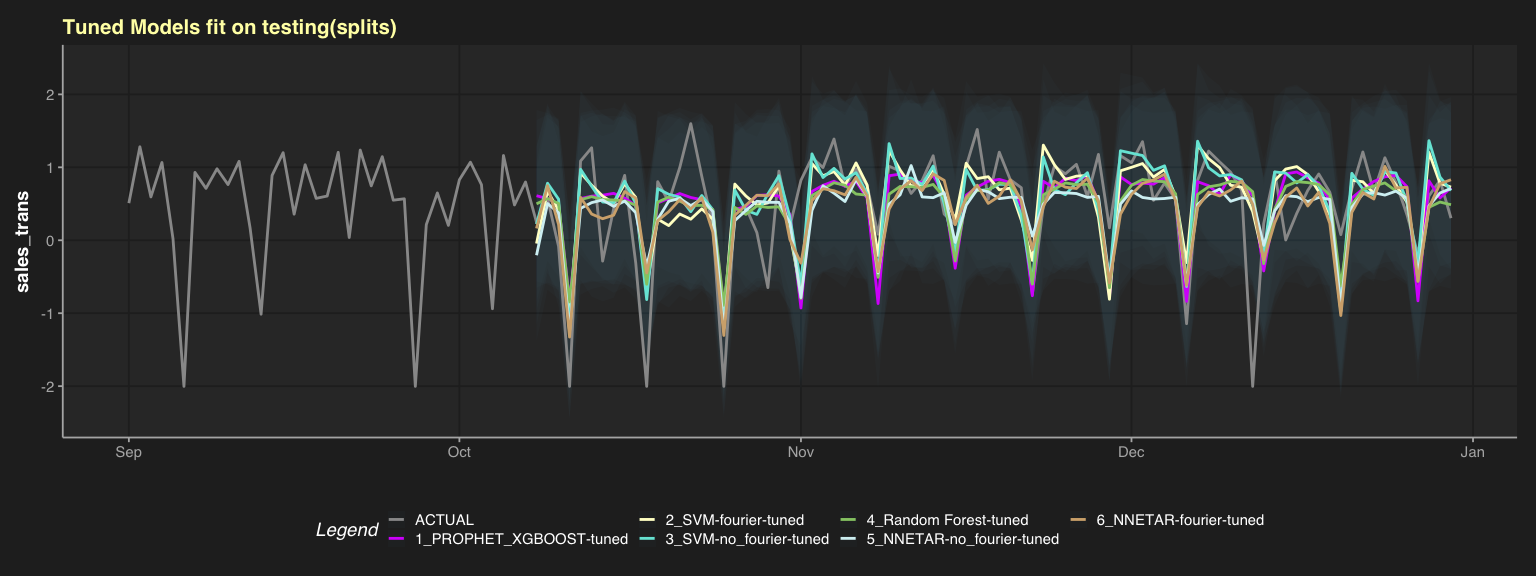 Tuned Models fit on testing(splits)
sales_trans
2
1
0
-1
-2
Sep Oct Nov Dec Jan
Legend
ACTUAL 2_SVM-fourier-tuned 4_Random Forest-tuned 6_NNETAR-fourier-tuned
1_PROPHET_XGBOOST-tuned 3_SVM-no_fourier-tuned 5_NNETAR-no_fourier-tuned